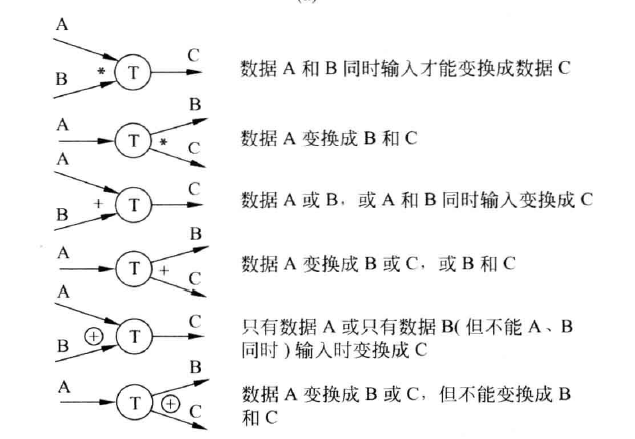 A
B
*
T
C
数据 A 和 B 同时输入才能变换成数据 C
A
T
*
B
C
数据 A 变换成 B 和 C
A
B
+
T
C
数据 A 或 B，或 A 和 B 同时输入变换成 C
A
T
+
B
C
数据 A 变换成 B 或 C，或 B 和 C
A
B
+
T
C
只有数据 A 或只有数据 B( 但不能 A、B
同时 ) 输入时变换成 C
A
T
+
B
C
数据 A 变换成 B 或 C，但不能变换成 B
和 C